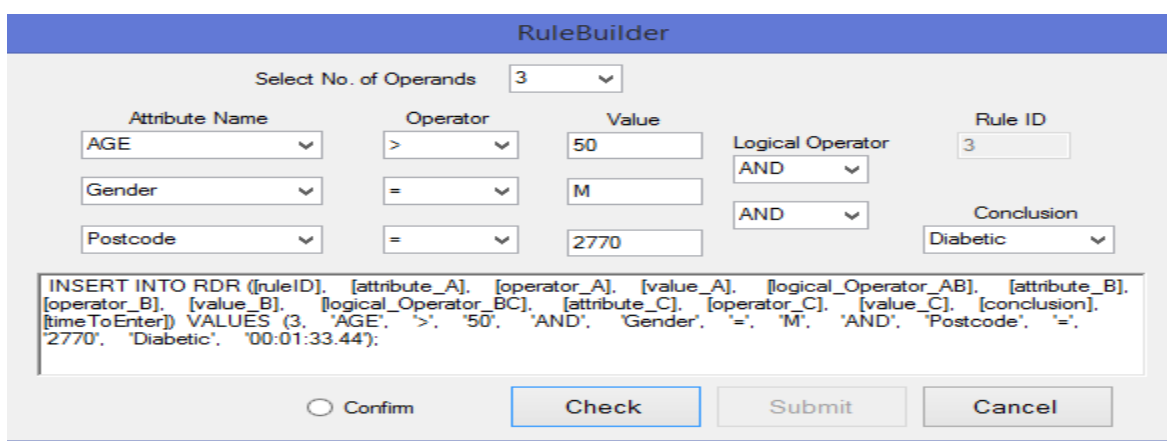 RuleBuilder
Select No. of Operands 3
Attribute Name Operator Value Rule ID
AGE > 50 Logical Operator 3
AND
Gender = M
AND Conclusion
Postcode = 2770 Diabetic
INSERT INTO RDR ([ruleID], [attribute_A], [operator_A], [value_A], [logical_Operator_AB], [attribute_B],
[operator_B], [value_B], [logical_Operator_BC], [attribute_C], [operator_C], [value_C], [conclusion],
[timeToEnter]) VALUES (3, 'AGE', '>', '50', 'AND', 'Gender', '=', 'M', 'AND', 'Postcode', '=',
'2770', 'Diabetic', '00:01:33.44');
Confirm Check Submit Cancel